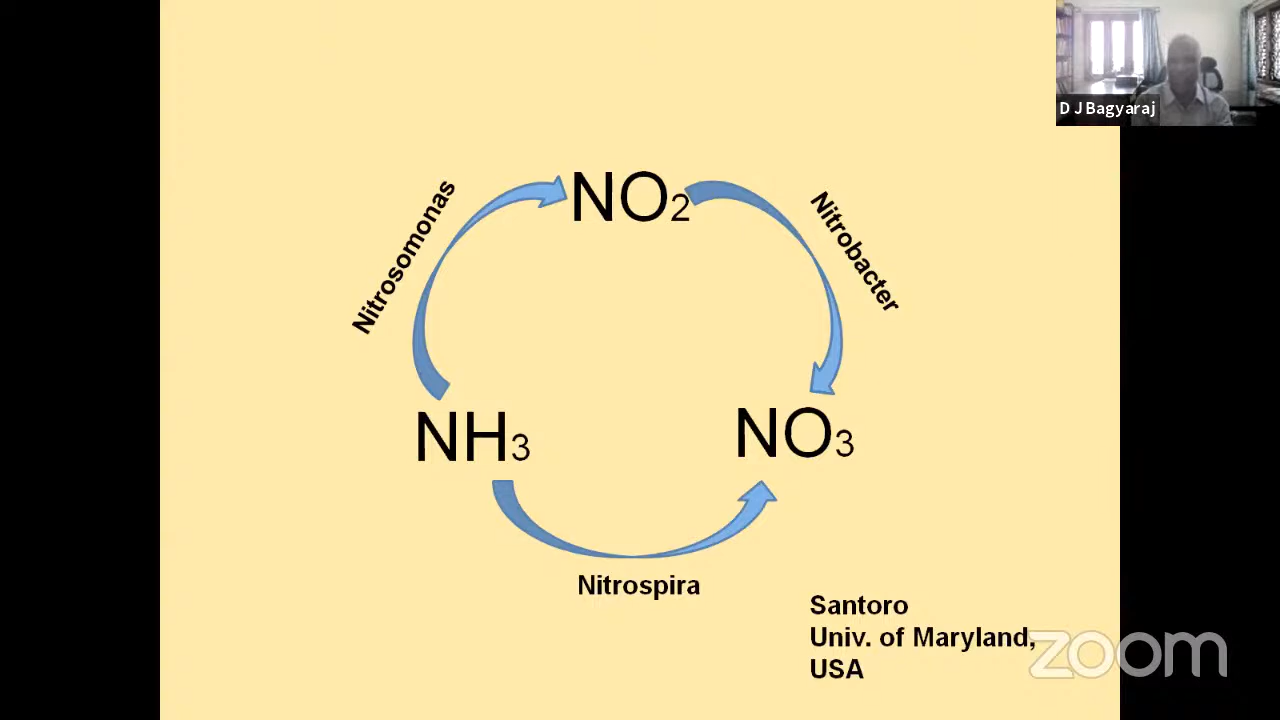 D J Bagyaraj
NO2
Nitrosomonas
Nitrobacter
NH3
NO3
Nitrospira
Santoro
Univ. of Maryland,
USA
zoom